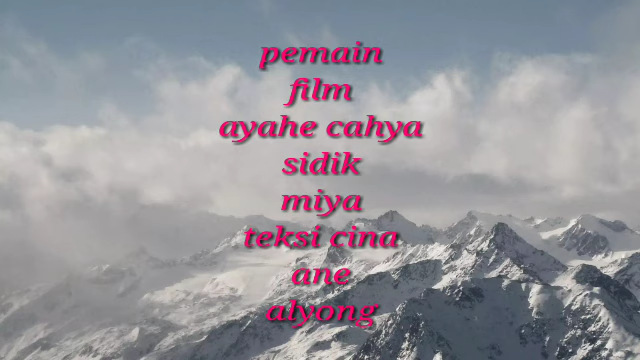 pemain
film
ayahe cahya
sidik
miya
teksi cina
ane
alyong